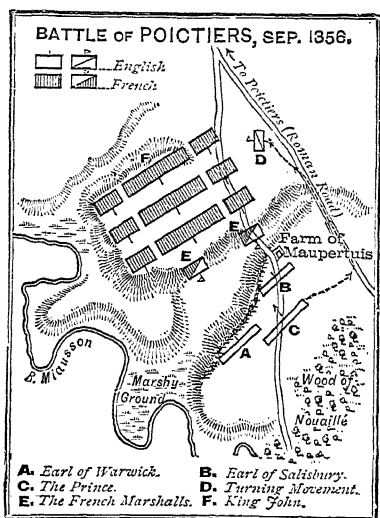 BATTLE OF POICTIERS, SEP. 1356.
English
French
To Poictiers (Roman Road)
D
F
E
E
Farm of
Maupertuis
B
C
A
R. Miausson
Marshy
Ground
Wood of
Nouaillé
A. Earl of Warwick. B. Earl of Salisbury.
C. The Prince. D. Turning Movement.
E. The French Marshalls. F. King John.